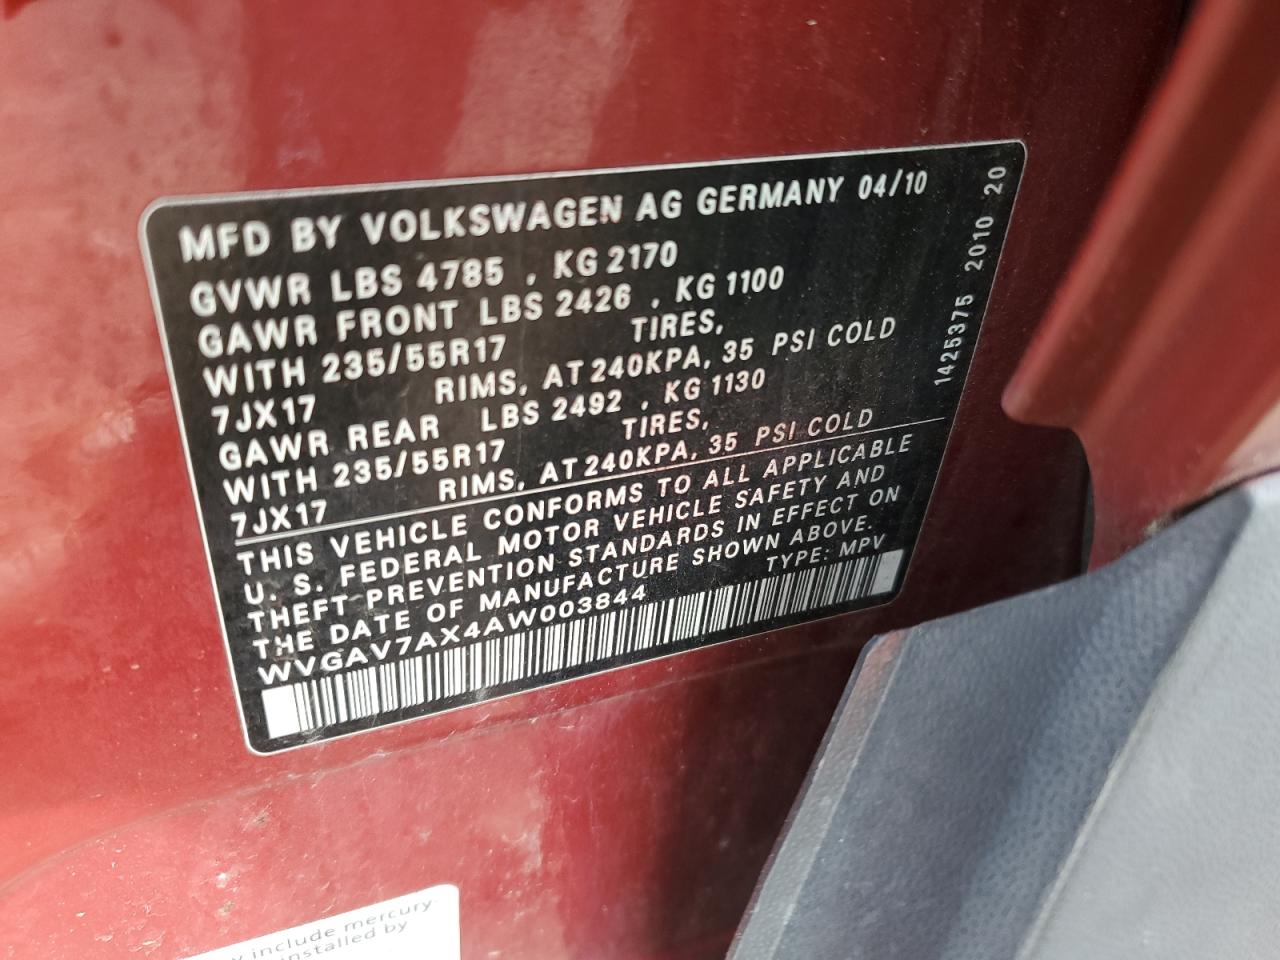 MFD BY VOLKSWAGEN AG GERMANY 04/10
GVWR LBS 4785 , KG 2170
GAWR FRONT LBS 2426 , KG 1100
WITH 235/55R17 TIRES,
7JX17 RIMS, AT 240KPA, 35 PSI COLD
GAWR REAR LBS 2492 , KG 1130
WITH 235/55R17 TIRES,
7JX17 RIMS, AT 240KPA, 35 PSI COLD
THIS VEHICLE CONFORMS TO ALL APPLICABLE
U. S. FEDERAL MOTOR VEHICLE SAFETY AND
THEFT PREVENTION STANDARDS IN EFFECT ON
THE DATE OF MANUFACTURE SHOWN ABOVE.
WVGAV7AX4AW003844 TYPE: MPV
1425375 2010 20
include mercury-
installed by